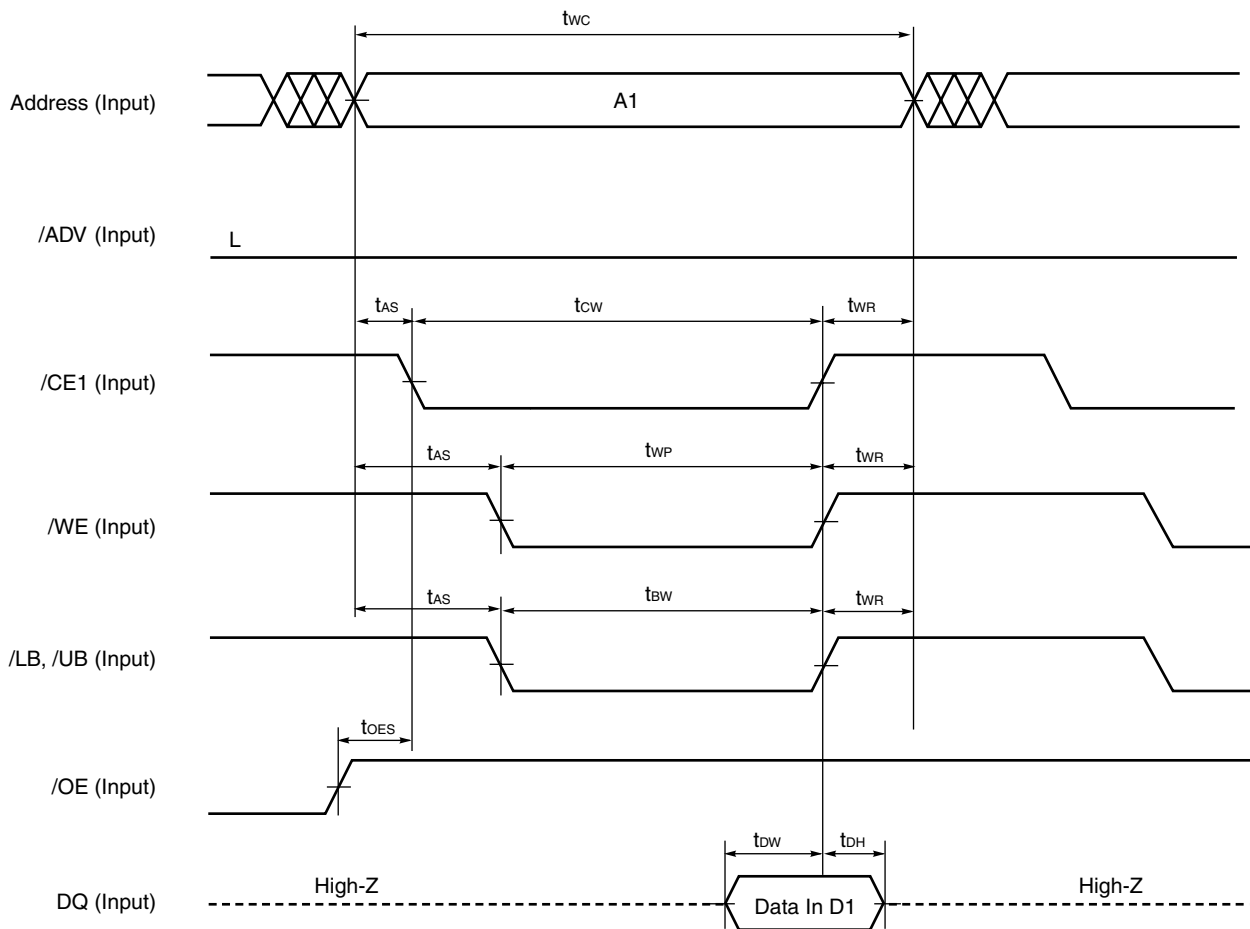 tWC
Address (Input)
A1
/ADV (Input)
L
tAS
tCW
tWR
/CE1 (Input)
tAS
tWP
tWR
/WE (Input)
tAS
tBW
tWR
/LB, /UB (Input)
tOES
/OE (Input)
tDW
tDH
High-Z
High-Z
DQ (Input)
Data In D1